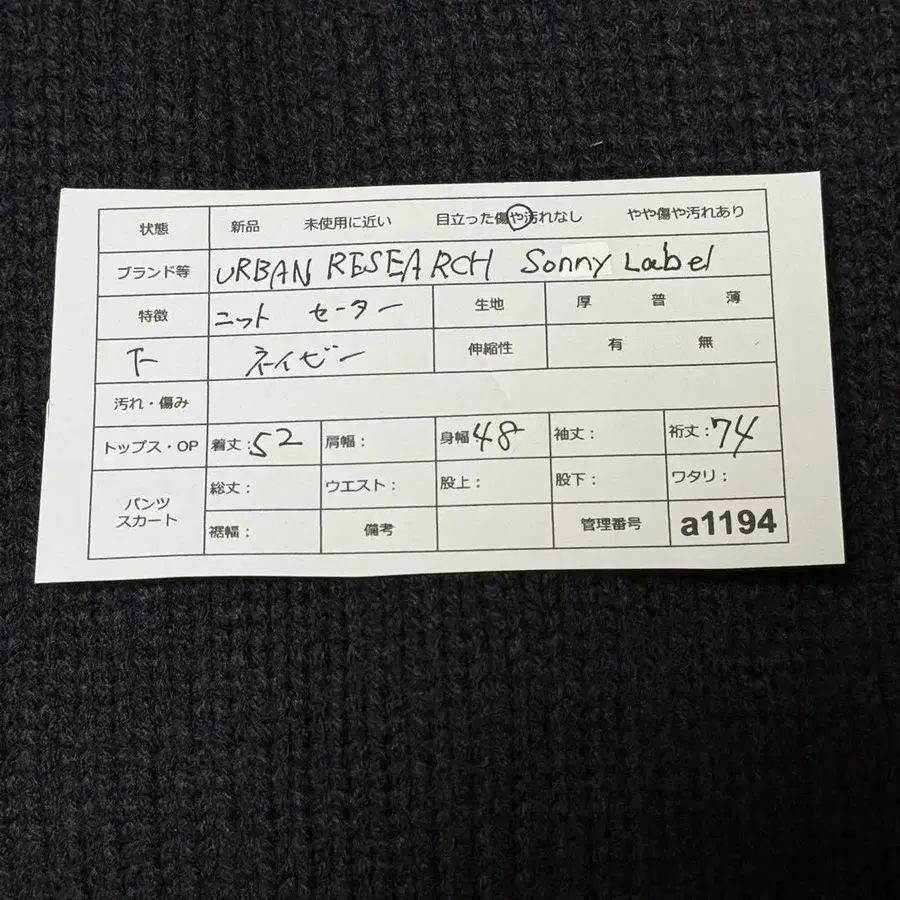 状態 新品 未使用に近い 目立った傷や汚れなし やや傷や汚れあり
ブランド等 URBAN RESEARCH Sonny Label
特徴 ニット セーター 生地 厚 普 薄
ネイビー 伸縮性 有 無
汚れ・傷み
トップス・OP 着丈:52 肩幅: 身幅48 袖丈: 裄丈:74
パンツ 総丈: ウエスト: 股上: 股下: ワタリ:
スカート 裾幅: 備考 管理番号 a1194